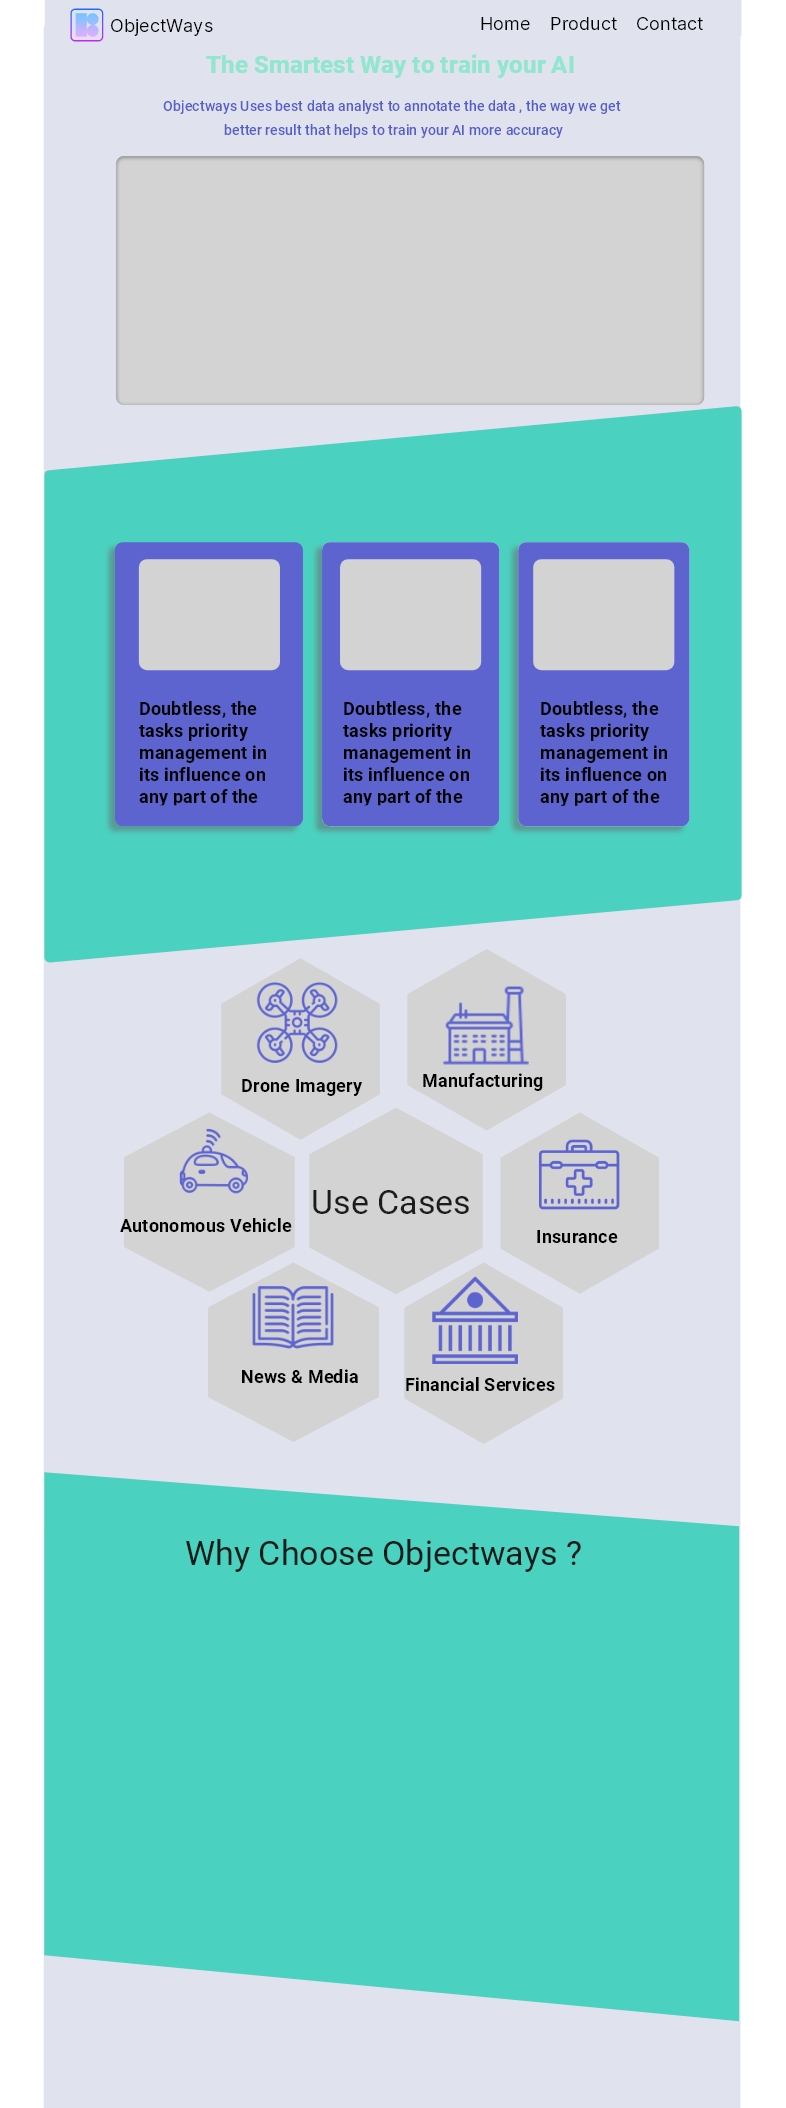 ObjectWays
Home Product Contact
The Smartest Way to train your AI
Objectways Uses best data analyst to annotate the data , the way we get
better result that helps to train your AI more accuracy
Doubtless, the
tasks priority
management in
its influence on
any part of the
Doubtless, the
tasks priority
management in
its influence on
any part of the
Doubtless, the
tasks priority
management in
its influence on
any part of the
Drone Imagery
Manufacturing
Autonomous Vehicle
Use Cases
Insurance
News & Media
Financial Services
Why Choose Objectways ?